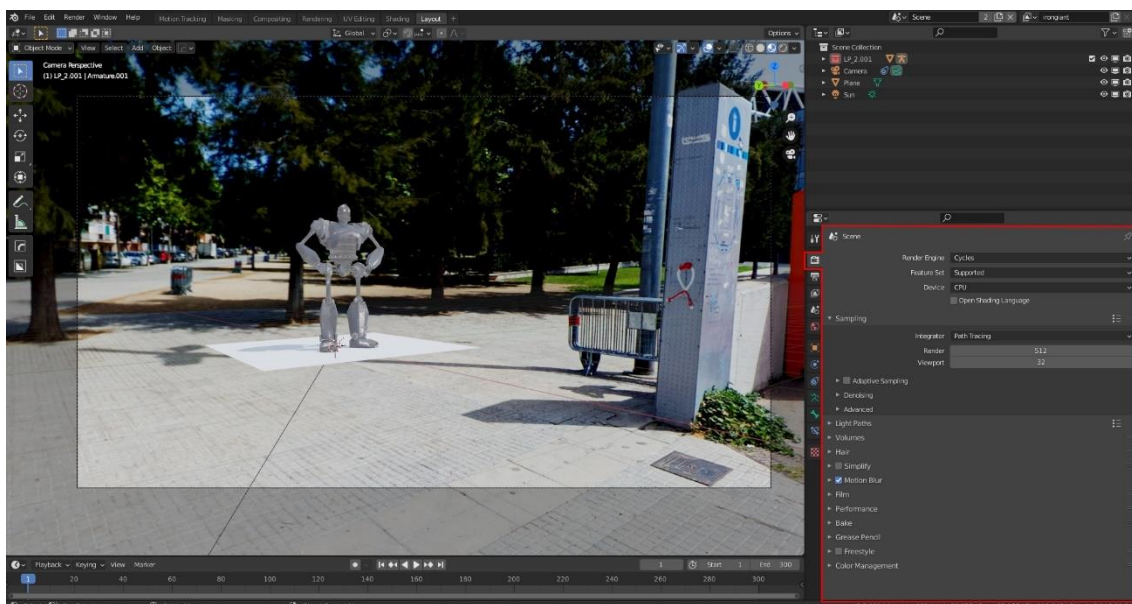 File Edit Render Window Help Motion Tracking Masking Compositing Rendering UV Editing Shading Layout +
Scene 2 irongiant
Global Options
Object Mode View Select Add Object
Camera Perspective
(1) LP_2.001 | Armature.001
Scene Collection
LP_2.001
Camera
Plane
Sun
Scene
Render Engine Cycles
Feature Set Supported
Device CPU
Open Shading Language
Sampling
Integrator Path Tracing
Render 512
Viewport 32
Adaptive Sampling
Denoising
Advanced
Light Paths
Volumes
Hair
Simplify
Motion Blur
Film
Performance
Bake
Grease Pencil
Freestyle
Color Management
Playback Keying View Marker 1 Start 1 End 300
1 20 40 60 80 100 120 140 160 180 200 220 240 260 280 300